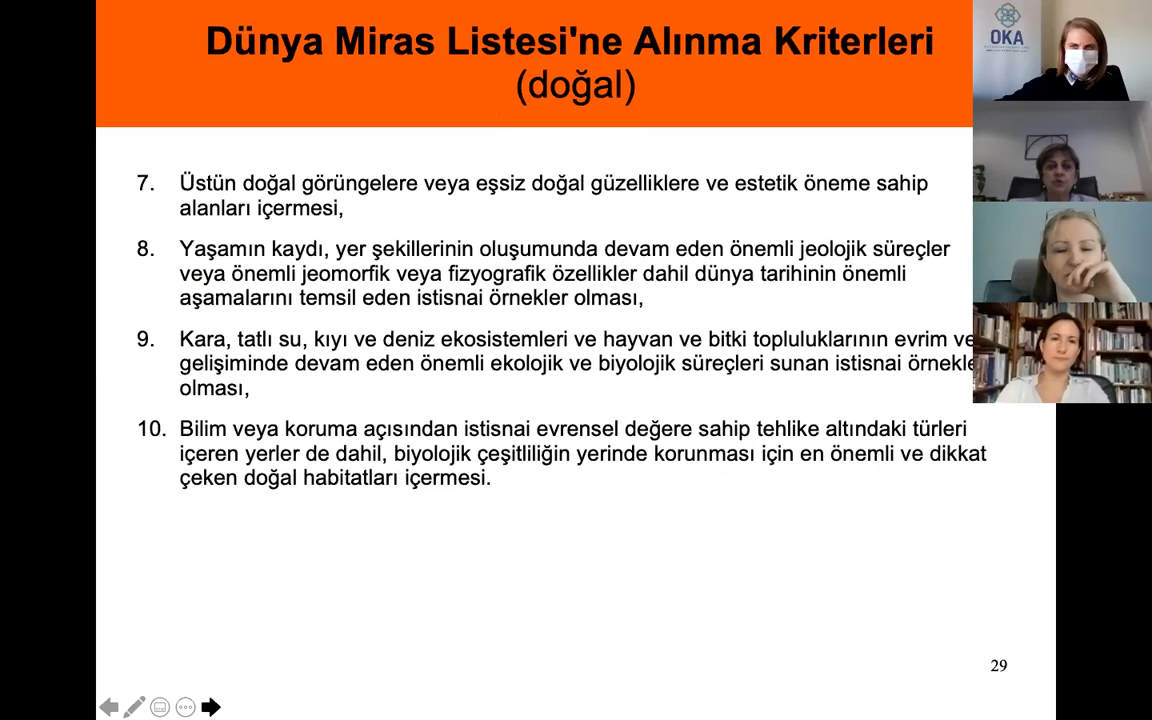 Dünya Miras Listesi'ne Alınma Kriterleri
(doğal)
OKA
7. Üstün doğal görüngelere veya eşsiz doğal güzelliklere ve estetik öneme sahip
alanları içermesi,
8. Yaşamın kaydı, yer şekillerinin oluşumunda devam eden önemli jeolojik süreçler
veya önemli jeomorfik veya fizyografik özellikler dahil dünya tarihinin önemli
aşamalarını temsil eden istisnai örnekler olması,
9. Kara, tatlı su, kıyı ve deniz ekosistemleri ve hayvan ve bitki topluluklarının evrim ve
gelişiminde devam eden önemli ekolojik ve biyolojik süreçleri sunan istisnai örnekle
olması,
10. Bilim veya koruma açısından istisnai evrensel değere sahip tehlike altındaki türleri
içeren yerler de dahil, biyolojik çeşitliliğin yerinde korunması için en önemli ve dikkat
çeken doğal habitatları içermesi.
29